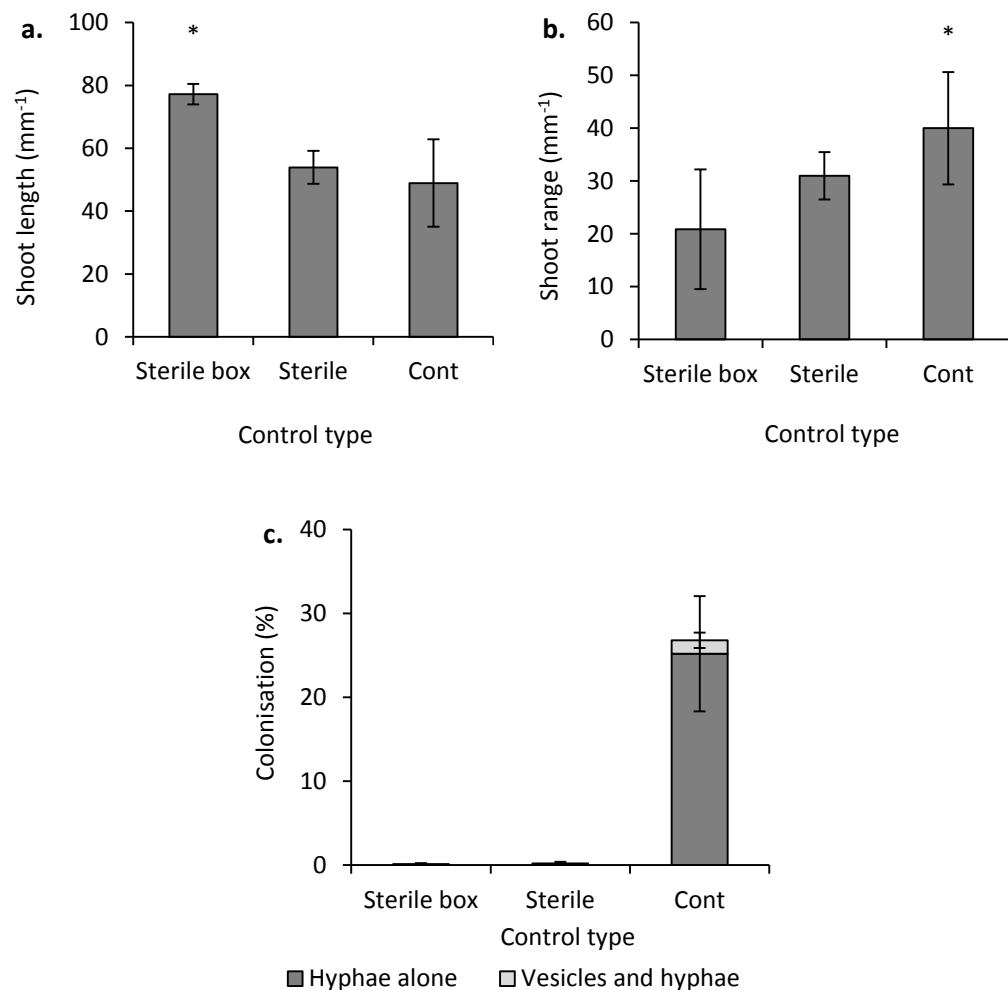 a.
Shoot length (mm⁻¹)
100
80
60
40
20
0
*
Sterile box Sterile Cont
Control type
b.
Shoot range (mm⁻¹)
60
50
40
30
20
10
0
*
Sterile box Sterile Cont
Control type
c.
Colonisation (%)
40
30
20
10
0
Sterile box Sterile Cont
Control type
Hyphae alone Vesicles and hyphae